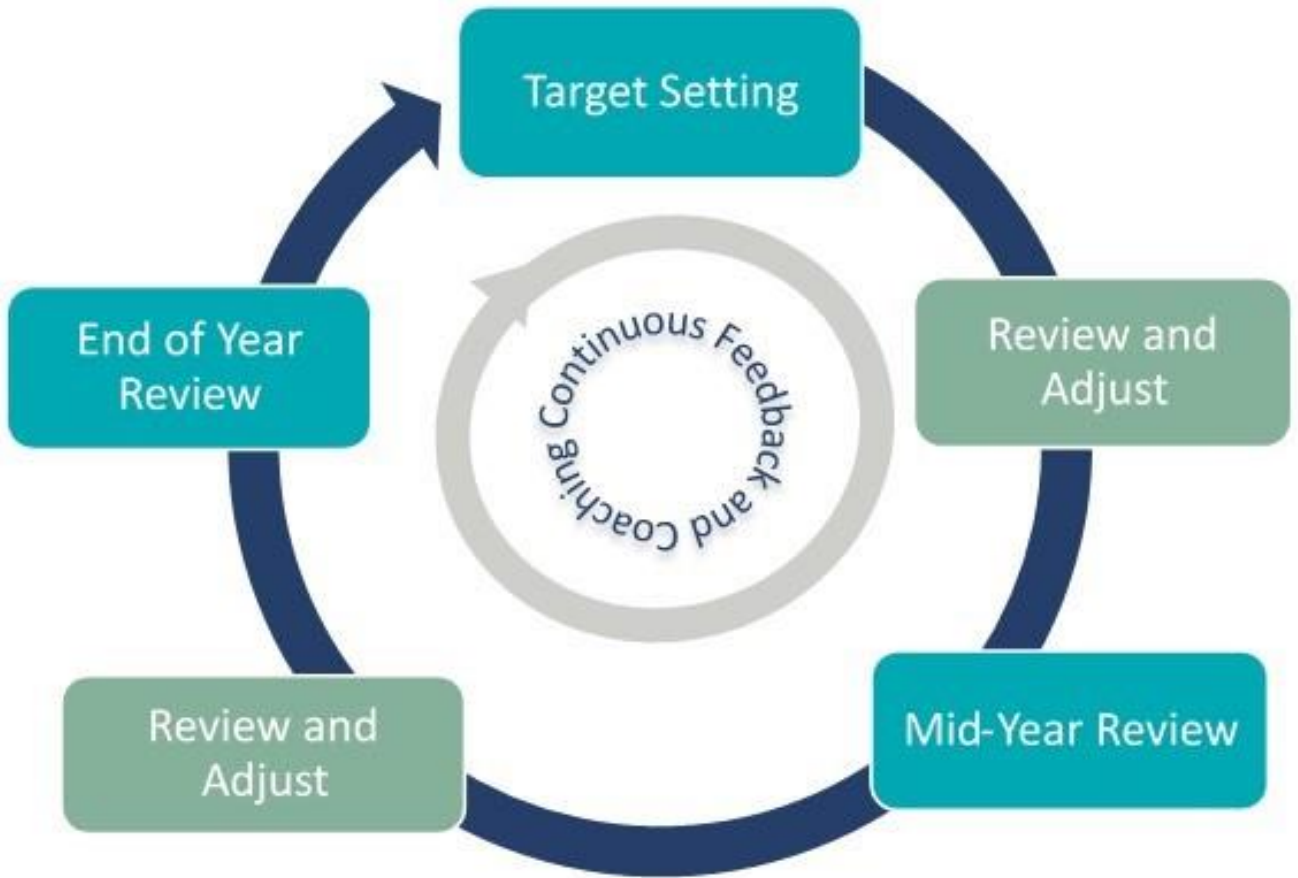 Target Setting
Review and
Adjust
Mid-Year Review
Review and
Adjust
End of Year
Review
Continuous Feedback and Coaching